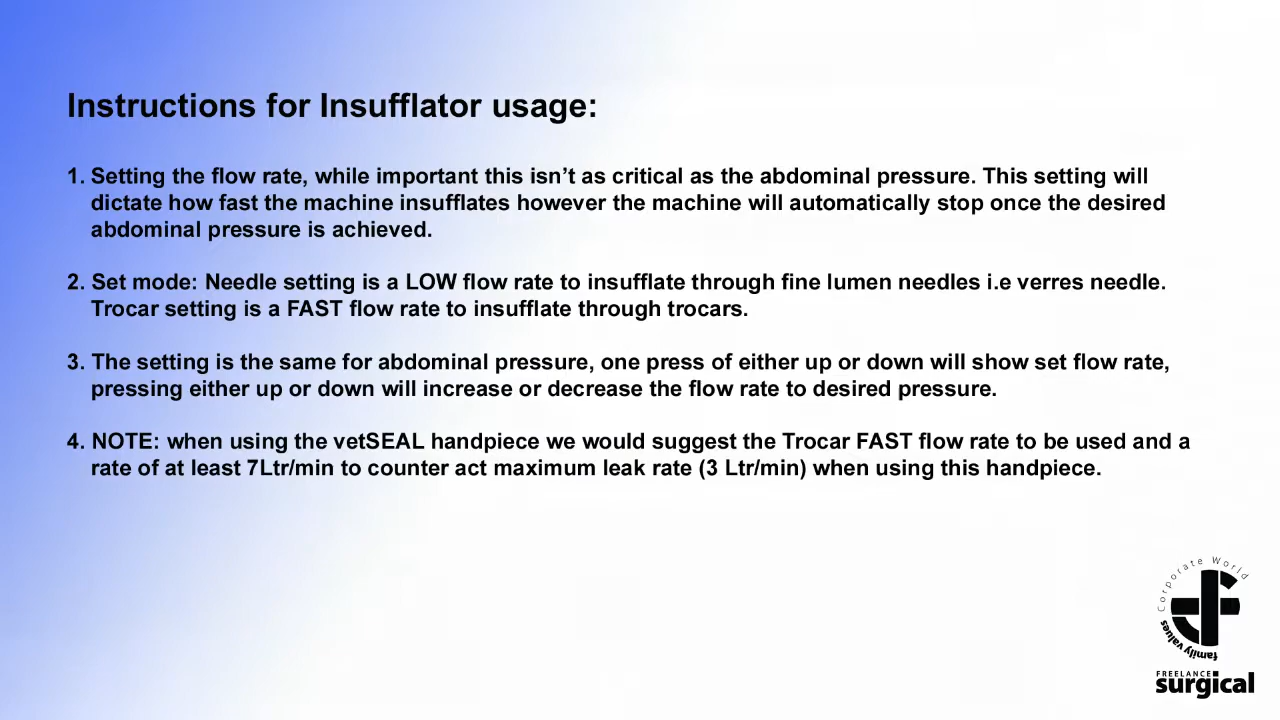 Instructions for Insufflator usage:
1. Setting the flow rate, while important this isn’t as critical as the abdominal pressure. This setting will
dictate how fast the machine insufflates however the machine will automatically stop once the desired
abdominal pressure is achieved.
2. Set mode: Needle setting is a LOW flow rate to insufflate through fine lumen needles i.e verres needle.
Trocar setting is a FAST flow rate to insufflate through trocars.
3. The setting is the same for abdominal pressure, one press of either up or down will show set flow rate,
pressing either up or down will increase or decrease the flow rate to desired pressure.
4. NOTE: when using the vetSEAL handpiece we would suggest the Trocar FAST flow rate to be used and a
rate of at least 7Ltr/min to counter act maximum leak rate (3 Ltr/min) when using this handpiece.
Corporate World
family values
FREELANCE
surgical